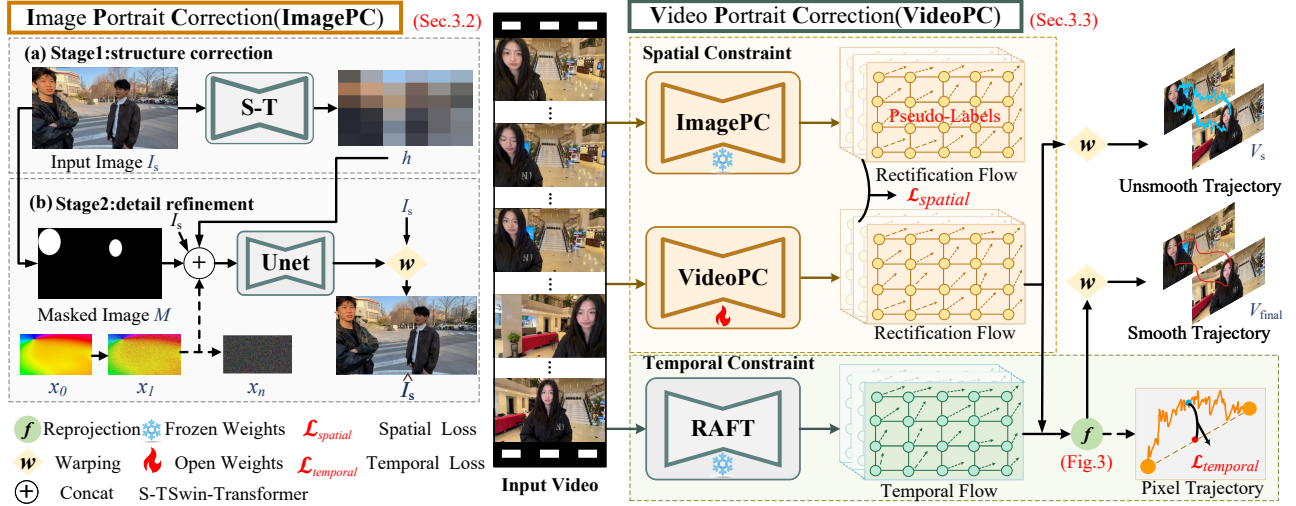 Image Portrait Correction(ImagePC)
(Sec.3.2)
(a) Stage1:structure correction
S-T
Input Image Is
h
(b) Stage2:detail refinement
Is
Is
+
Unet
w
Masked Image M
x0
x1
xn
Îs
f Reprojection
Frozen Weights
ℒspatial Spatial Loss
w Warping
Open Weights
ℒtemporal Temporal Loss
+ Concat
S-TSwin-Transformer
Input Video
Video Portrait Correction(VideoPC)
(Sec.3.3)
Spatial Constraint
ImagePC
Pseudo-Labels
Rectification Flow
ℒspatial
VideoPC
Rectification Flow
w
Vs
Unsmooth Trajectory
w
Vfinal
Smooth Trajectory
Temporal Constraint
RAFT
Temporal Flow
f
(Fig.3)
ℒtemporal
Pixel Trajectory